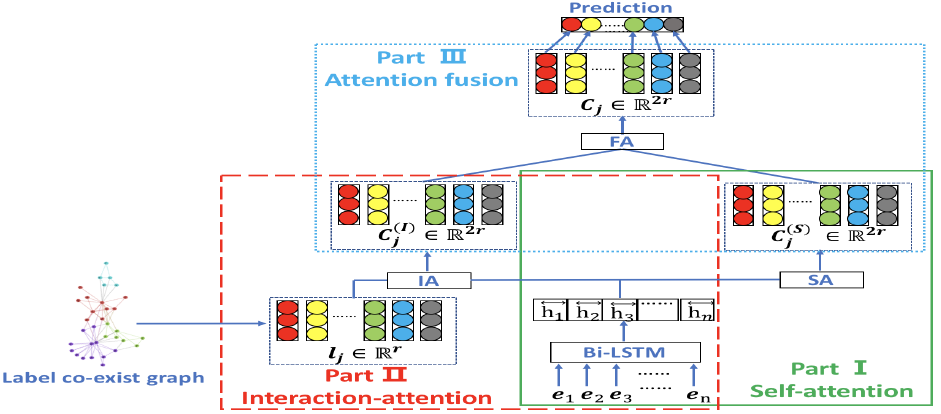 Prediction
......
Part Ⅲ
Attention fusion
......
C_j ∈ ℝ^{2r}
FA
......
C_j^{(I)} ∈ ℝ^{2r}
......
C_j^{(S)} ∈ ℝ^{2r}
IA
SA
......
l_j ∈ ℝ^r
h_1 h_2 h_3 ...... h_n
Bi-LSTM
......
e_1 e_2 e_3 ...... e_n
Label co-exist graph
Part Ⅱ
Interaction-attention
Part Ⅰ
Self-attention